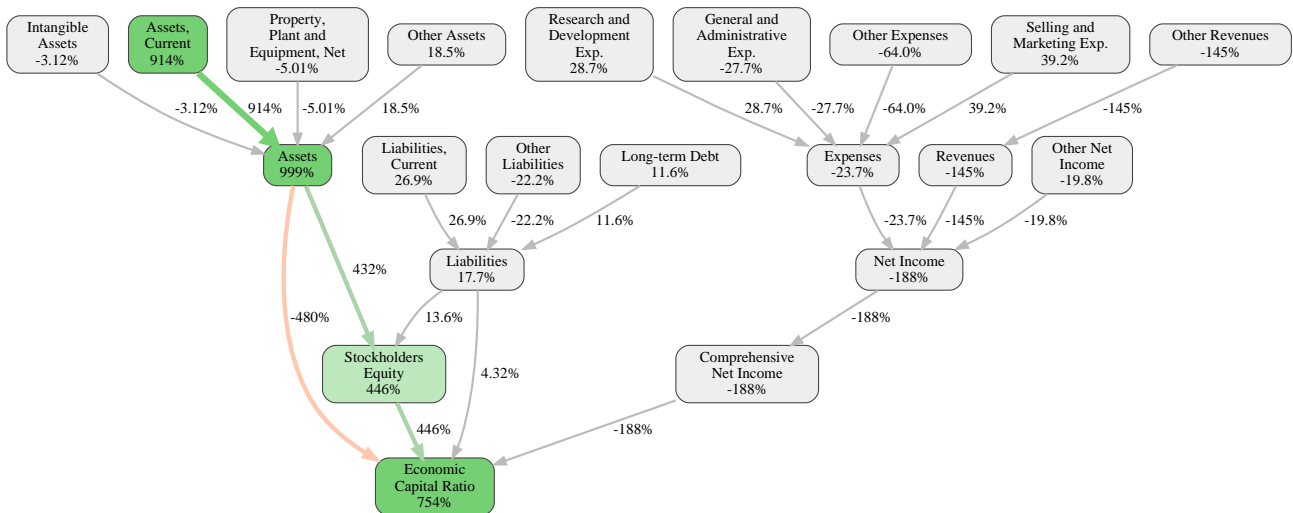 Intangible
Assets
-3.12%
Assets,
Current
914%
Property,
Plant and
Equipment, Net
-5.01%
Other Assets
18.5%
Research and
Development
Exp.
28.7%
General and
Administrative
Exp.
-27.7%
Other Expenses
-64.0%
Selling and
Marketing Exp.
39.2%
Other Revenues
-145%
-3.12%
914%
-5.01%
18.5%
28.7%
-27.7%
-64.0%
39.2%
-145%
Assets
999%
Liabilities,
Current
26.9%
Other
Liabilities
-22.2%
Long-term Debt
11.6%
Expenses
-23.7%
Revenues
-145%
Other Net
Income
-19.8%
26.9%
-22.2%
11.6%
-23.7%
-145%
-19.8%
432%
Liabilities
17.7%
Net Income
-188%
-480%
13.6%
-188%
Stockholders
Equity
446%
4.32%
Comprehensive
Net Income
-188%
446%
-188%
Economic
Capital Ratio
754%